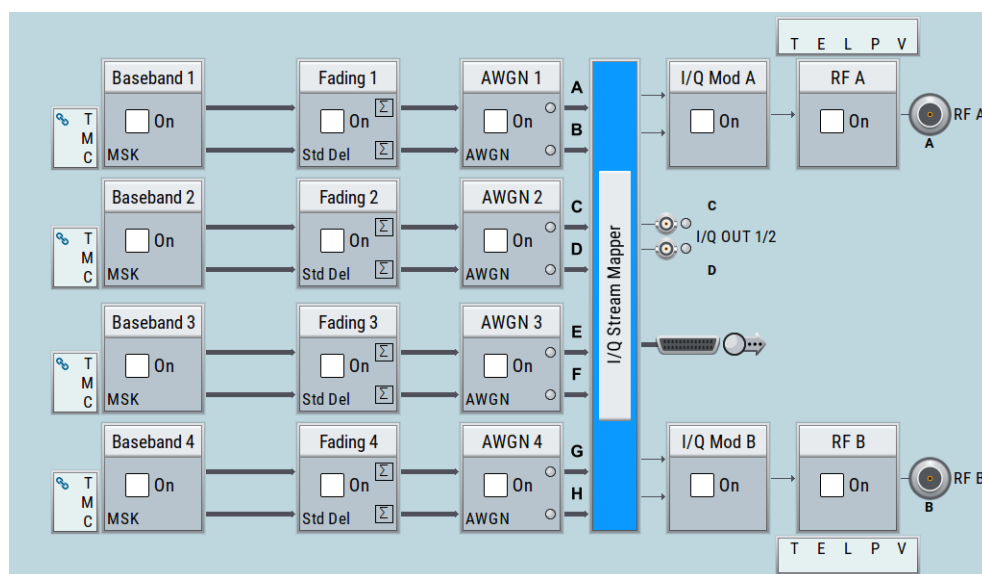 T E L P V
Baseband 1 Fading 1 AWGN 1 I/Q Mod A RF A
T M C On MSK Σ On Std Del Σ On AWGN A B On On RF A
A
Baseband 2 Fading 2 AWGN 2
T M C On MSK Σ On Std Del Σ On AWGN C D
C
I/Q OUT 1/2
D
I/Q Stream Mapper
Baseband 3 Fading 3 AWGN 3
T M C On MSK Σ On Std Del Σ On AWGN E F
Baseband 4 Fading 4 AWGN 4 I/Q Mod B RF B
T M C On MSK Σ On Std Del Σ On AWGN G H On On RF B
B
T E L P V